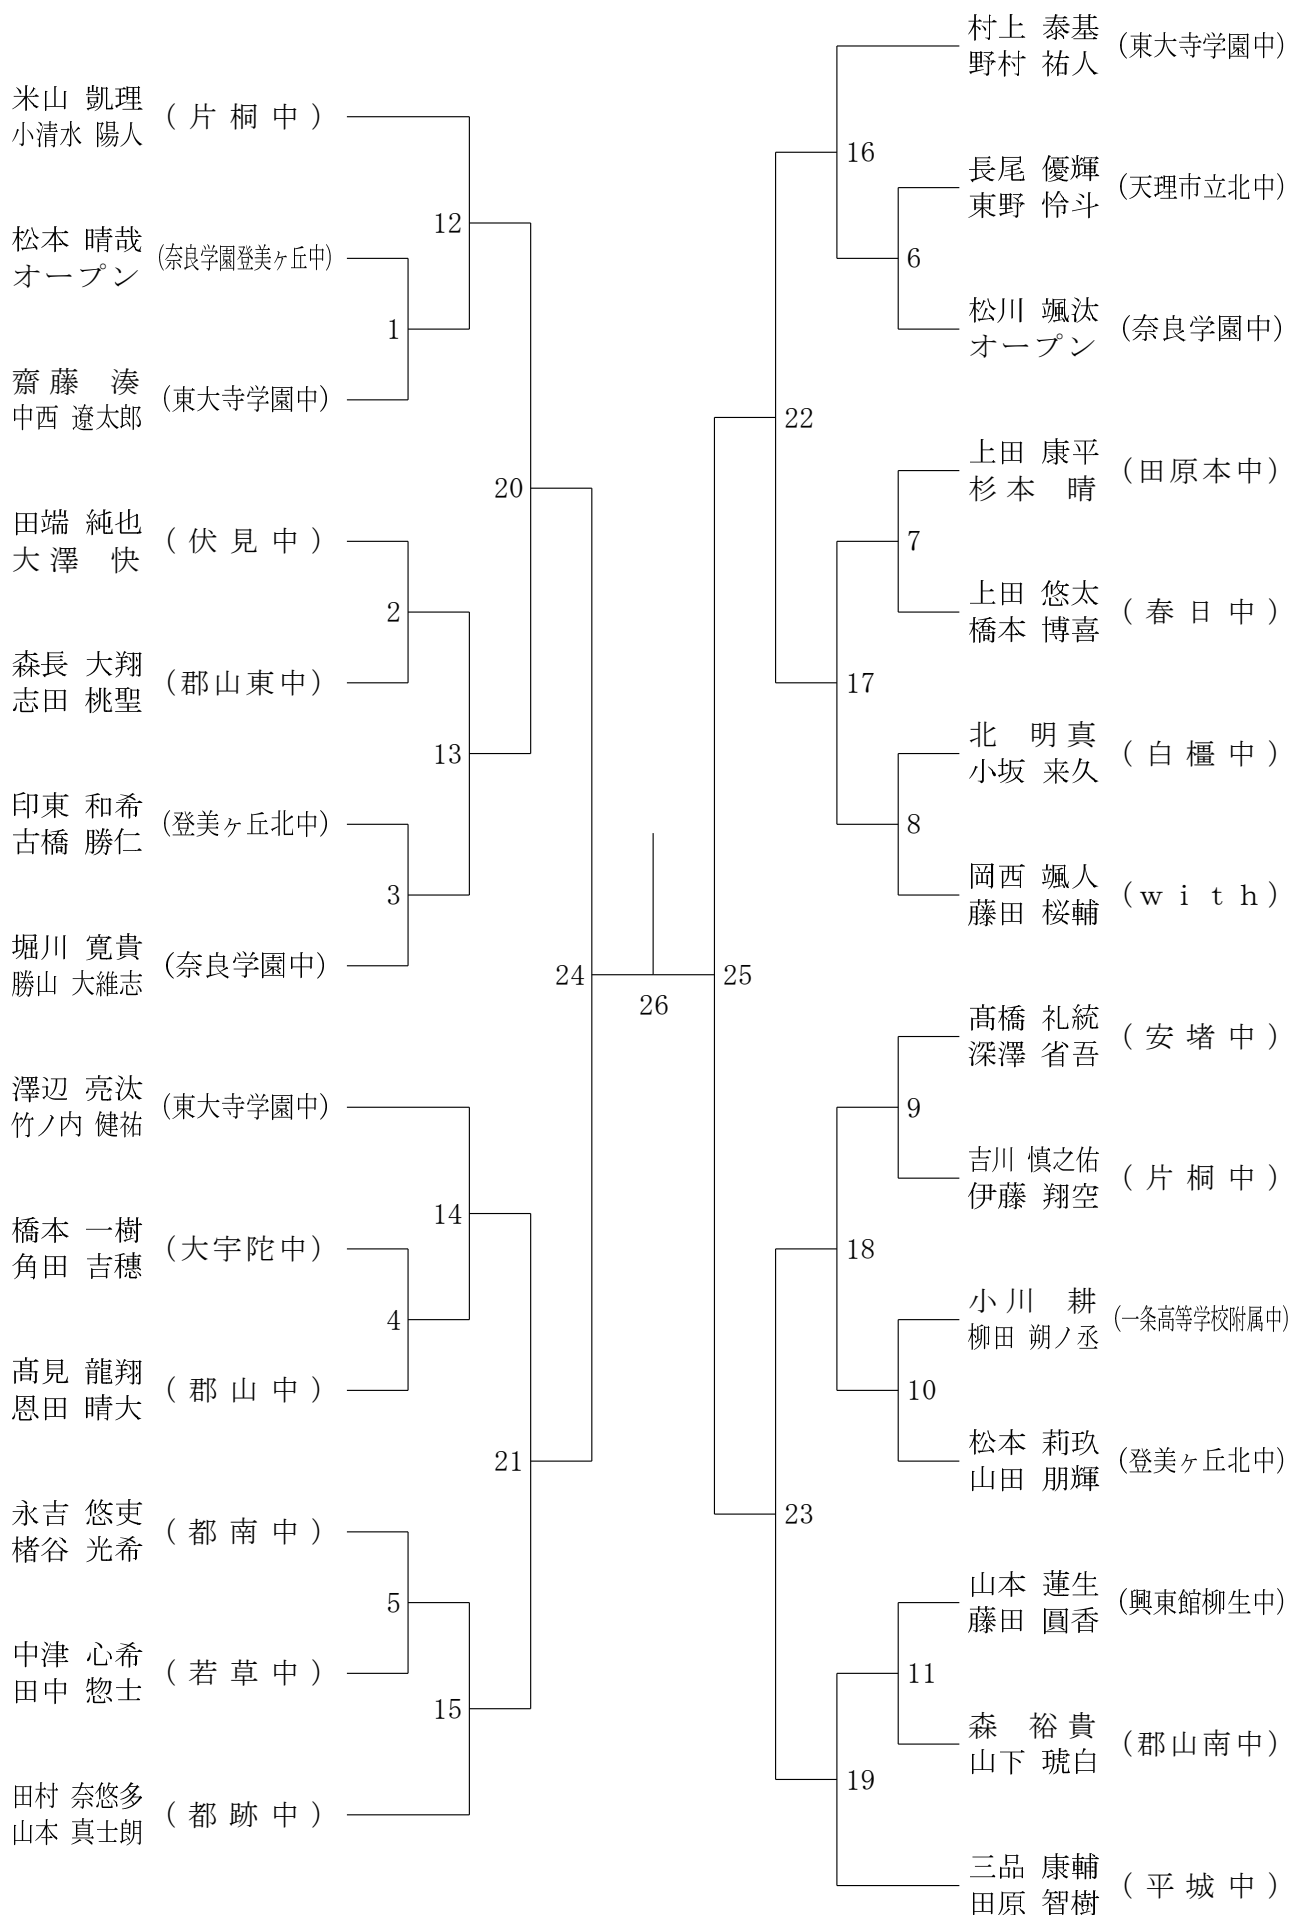 米山 凱理
小清水 陽人
(片桐中)
松本 晴哉
オープン
(奈良学園登美ヶ丘中)
齋藤 湊
中西 遼太郎
(東大寺学園中)
田端 純也
大澤 快
(伏見中)
森長 大翔
志田 桃聖
(郡山東中)
印東 和希
古橋 勝仁
(登美ヶ丘北中)
堀川 寛貴
勝山 大維志
(奈良学園中)
澤辺 亮汰
竹ノ内 健祐
(東大寺学園中)
橋本 一樹
角田 吉穂
(大宇陀中)
髙見 龍翔
恩田 晴大
(郡山中)
永吉 悠吏
楮谷 光希
(都南中)
中津 心希
田中 惣士
(若草中)
田村 奈悠多
山本 真士朗
(都跡中)
1
2
3
4
5
12
13
14
15
20
21
24
26
25
22
23
16
17
18
19
6
7
8
9
10
11
村上 泰基
野村 祐人
(東大寺学園中)
長尾 優輝
東野 怜斗
(天理市立北中)
松川 颯汰
オープン
(奈良学園中)
上田 康平
杉本 晴
(田原本中)
上田 悠太
橋本 博喜
(春日中)
北 明真
小坂 来久
(白橿中)
岡西 颯人
藤田 桜輔
(with)
髙橋 礼統
深澤 省吾
(安堵中)
吉川 慎之佑
伊藤 翔空
(片桐中)
小川 耕
柳田 朔ノ丞
(一条高等学校附属中)
松本 莉玖
山田 朋輝
(登美ヶ丘北中)
山本 蓮生
藤田 圓香
(興東館柳生中)
森 裕貴
山下 琥白
(郡山南中)
三品 康輔
田原 智樹
(平城中)